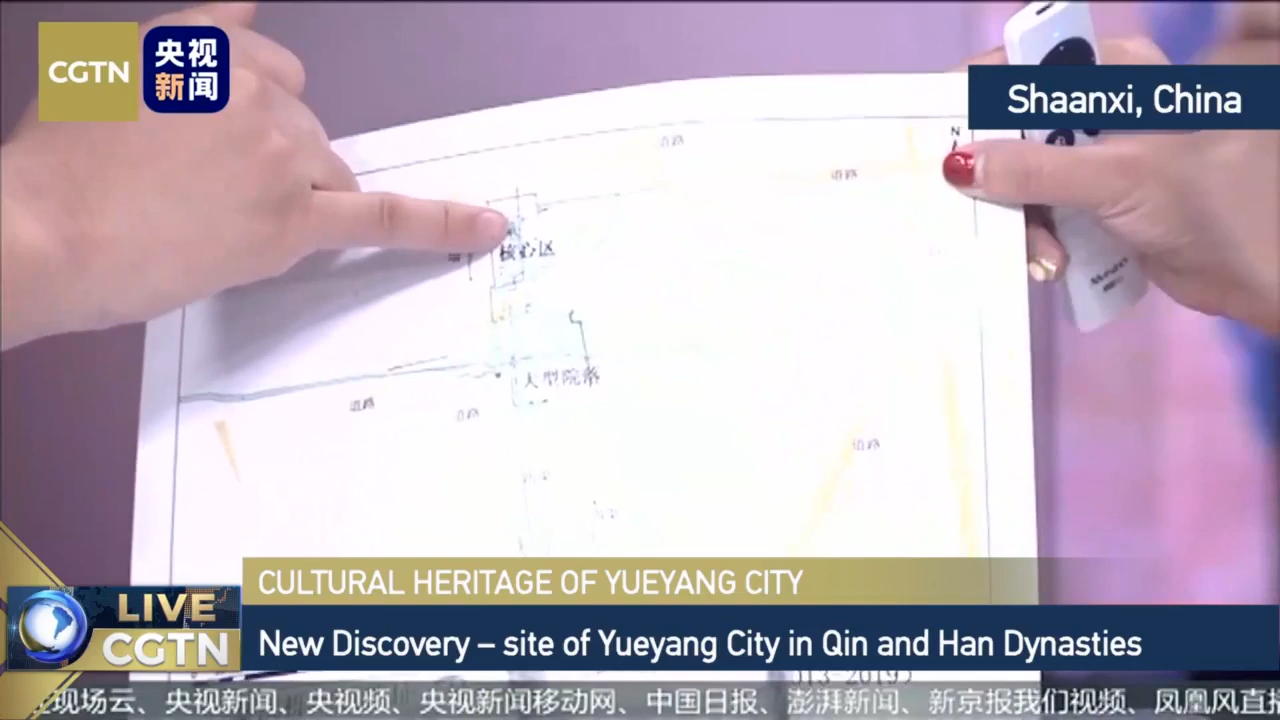 CGTN
央视
新闻
Shaanxi, China
N
道路
道路
核心区
大型院落
道路
道路
道路
CULTURAL HERITAGE OF YUEYANG CITY
LIVE
CGTN
New Discovery – site of Yueyang City in Qin and Han Dynasties
现场云、央视新闻、央视频、央视新闻移动网、中国日报、澎湃新闻、新京报我们视频、凤凰风直播